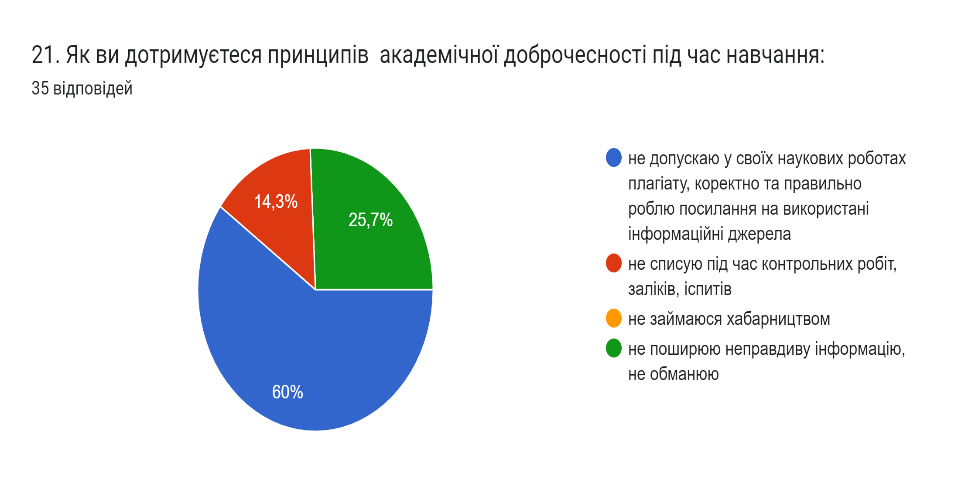 21. Як ви дотримуєтеся принципів  академічної доброчесності під час навчання:
35 відповідей
14,3%
25,7%
60%
не допускаю у своїх наукових роботах
плагіату, коректно та правильно
роблю посилання на використані
інформаційні джерела
не списую під час контрольних робіт,
заліків, іспитів
не займаюся хабарництвом
не поширюю неправдиву інформацію,
не обманюю